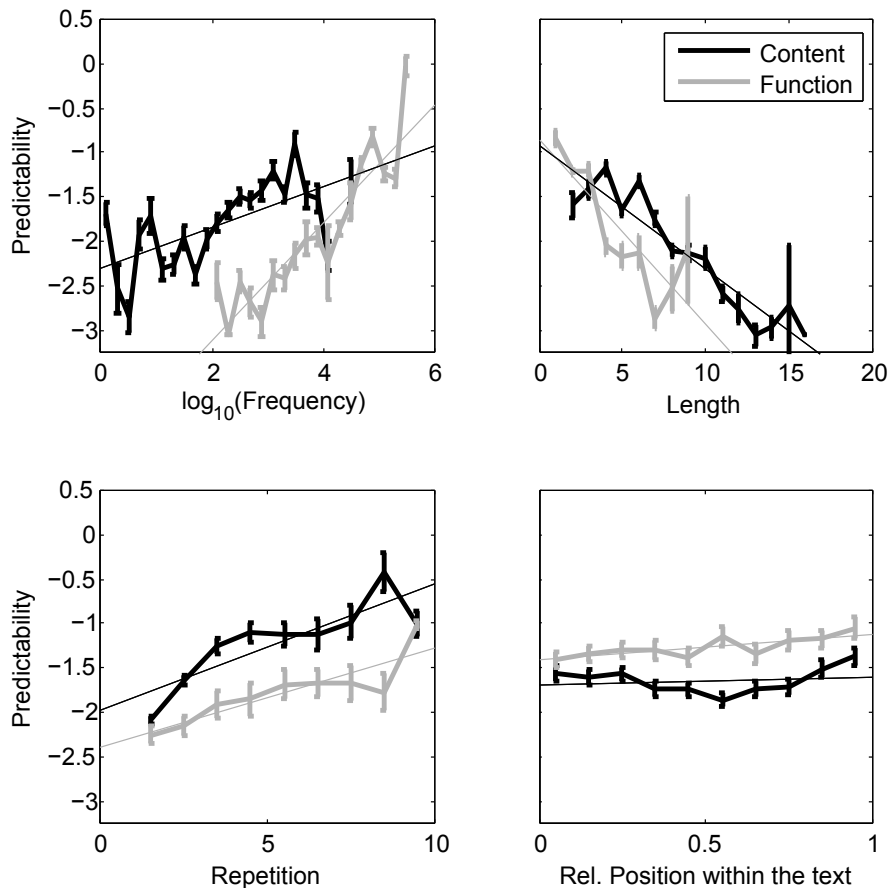 0.5
0
−0.5
−1
−1.5
−2
−2.5
−3
Predictability
0 2 4 6
log10(Frequency)
Content
Function
0 5 10 15 20
Length
0.5
0
−0.5
−1
−1.5
−2
−2.5
−3
Predictability
0 5 10
Repetition
0 0.5 1
Rel. Position within the text